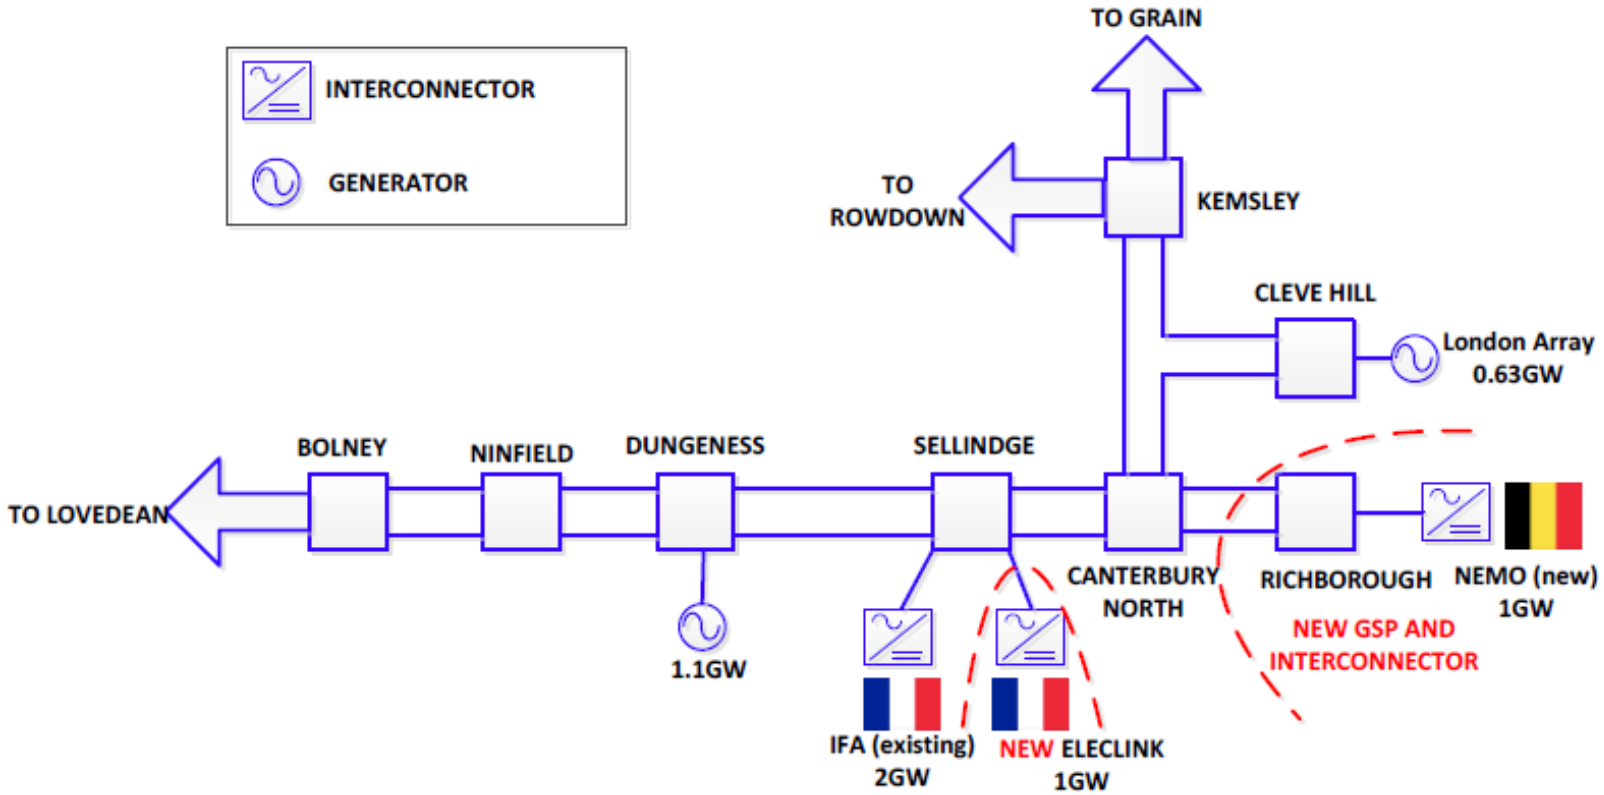 TO GRAIN
INTERCONNECTOR
GENERATOR
TO
ROWDOWN
KEMSLEY
CLEVE HILL
London Array
0.63GW
BOLNEY
NINFIELD
DUNGENESS
SELLINDGE
TO LOVEDEAN
CANTERBURY
NORTH
RICHBOROUGH
NEMO (new)
1GW
NEW GSP AND
INTERCONNECTOR
1.1GW
IFA (existing)
2GW
NEW ELECLINK
1GW